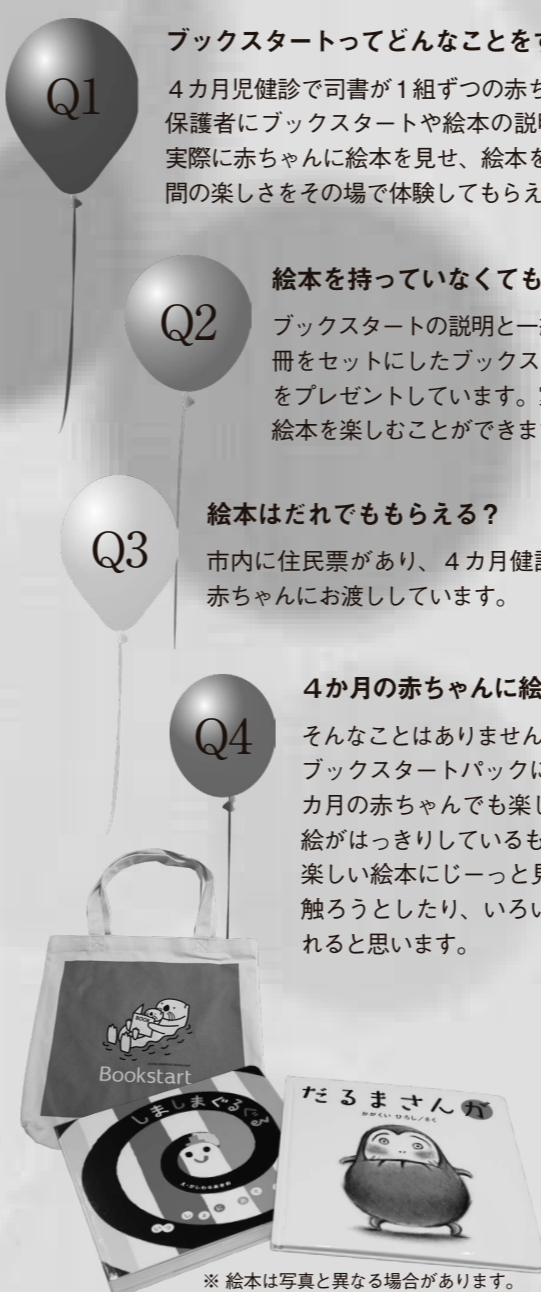 Q1
ブックスタートってどんなことをす
４カ月児健診で司書が１組ずつの赤ち
保護者にブックスタートや絵本の説明
実際に赤ちゃんに絵本を見せ、絵本を
間の楽しさをその場で体験してもらえ
Q2
絵本を持っていなくても
ブックスタートの説明と一
冊をセットにしたブックス
をプレゼントしています。
絵本を楽しむことができま
Q3
絵本はだれでももらえる？
市内に住民票があり、４カ月健
赤ちゃんにお渡ししています。
Q4
４か月の赤ちゃんに絵
そんなことはありません
ブックスタートパックに
カ月の赤ちゃんでも楽し
絵がはっきりしているも
楽しい絵本にじーっと見
触ろうとしたり、いろい
れると思います。
BOOK
Bookstart
しましまぐるぐる
だるまさんが
かがくい ひろし／さく
※ 絵本は写真と異なる場合があります。